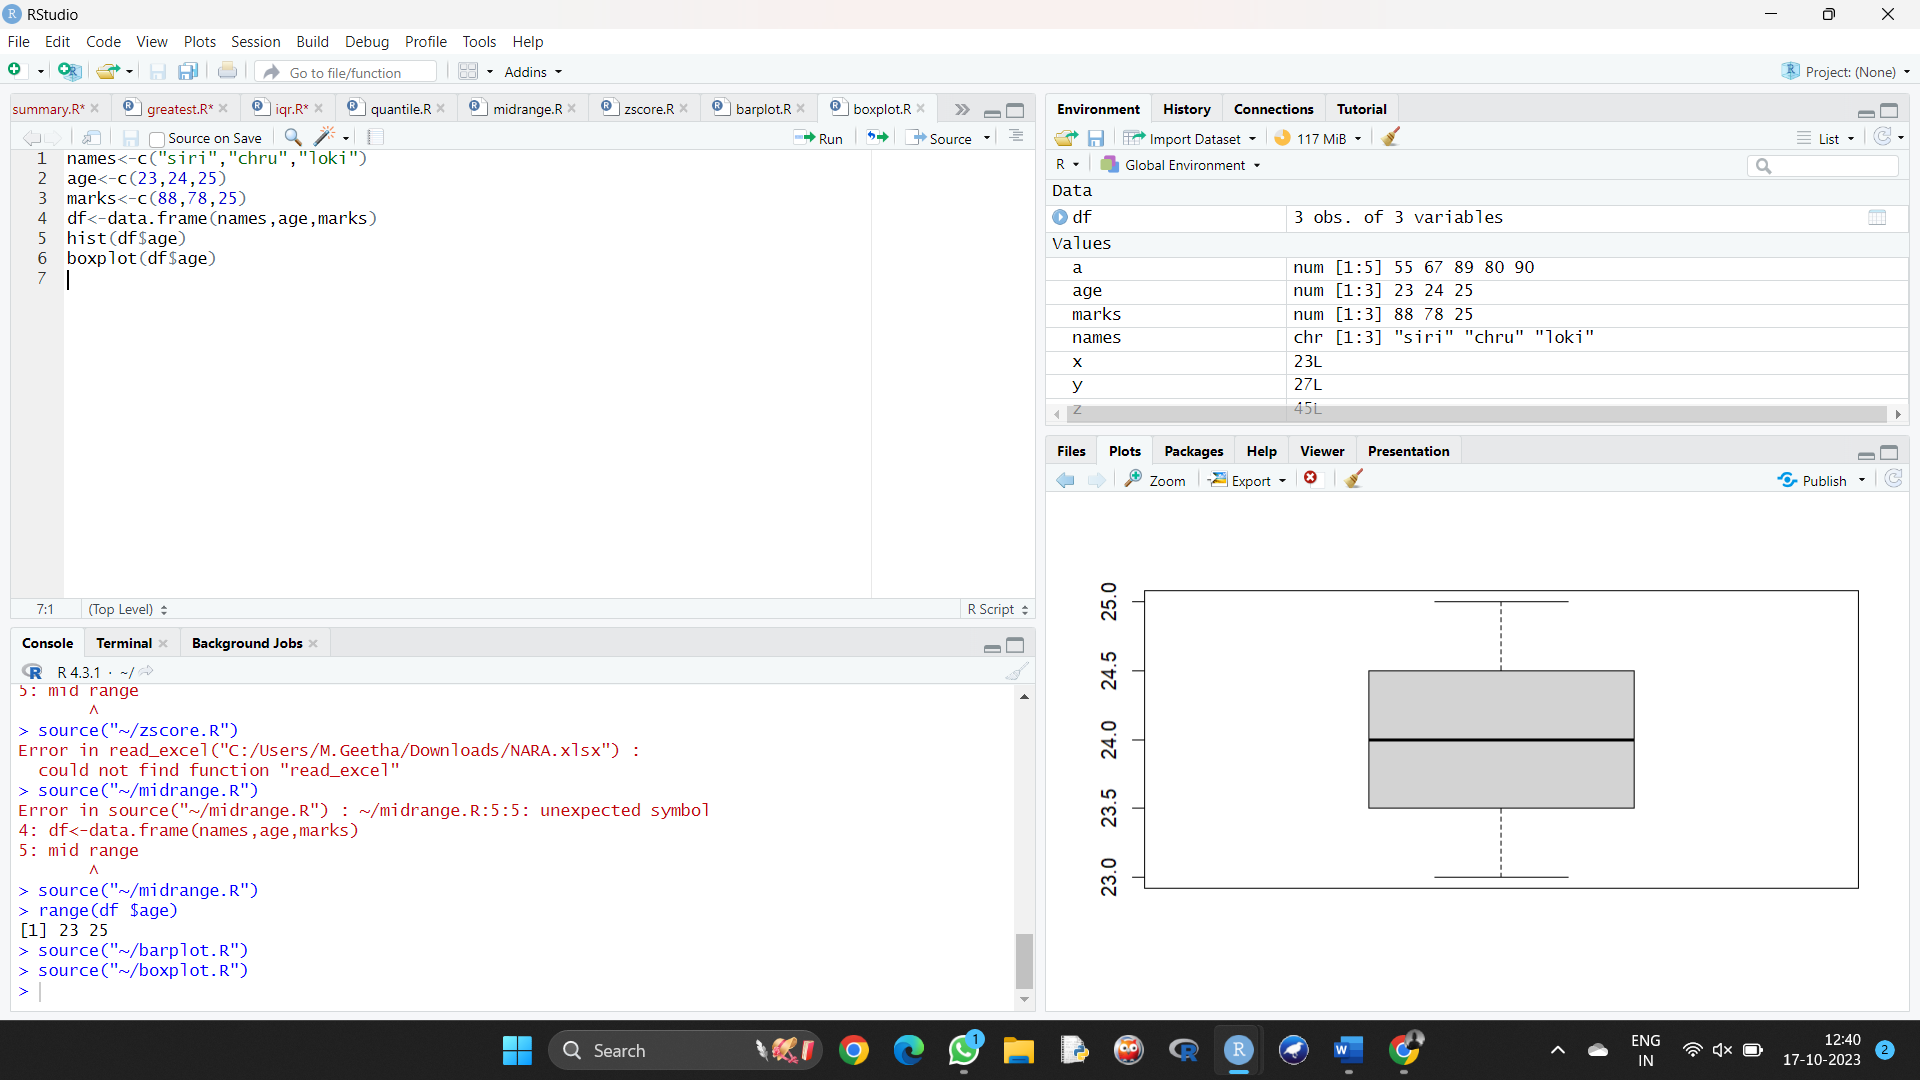 RStudio
File Edit Code View Plots Session Build Debug Profile Tools Help
Go to file/function Addins Project: (None)
summary.R* greatest.R* iqr.R* quantile.R midrange.R zscore.R barplot.R boxplot.R
Source on Save Run Source
1 names<-c("siri","chru","loki")
2 age<-c(23,24,25)
3 marks<-c(88,78,25)
4 df<-data.frame(names,age,marks)
5 hist(df$age)
6 boxplot(df$age)
7
7:1 (Top Level) R Script
Console Terminal Background Jobs
R 4.3.1 · ~/
5: mid range
^
> source("~/zscore.R")
Error in read_excel("C:/Users/M.Geetha/Downloads/NARA.xlsx") :
could not find function "read_excel"
> source("~/midrange.R")
Error in source("~/midrange.R") : ~/midrange.R:5:5: unexpected symbol
4: df<-data.frame(names,age,marks)
5: mid range
^
> source("~/midrange.R")
> range(df $age)
[1] 23 25
> source("~/barplot.R")
> source("~/boxplot.R")
>
Environment History Connections Tutorial
Import Dataset 117 MiB List
R Global Environment
Data
df 3 obs. of 3 variables
Values
a num [1:5] 55 67 89 80 90
age num [1:3] 23 24 25
marks num [1:3] 88 78 25
names chr [1:3] "siri" "chru" "loki"
x 23L
y 27L
z 45L
Files Plots Packages Help Viewer Presentation
Zoom Export Publish
25.0
24.5
24.0
23.5
23.0
Search
1
ENG
IN
12:40
17-10-2023
2